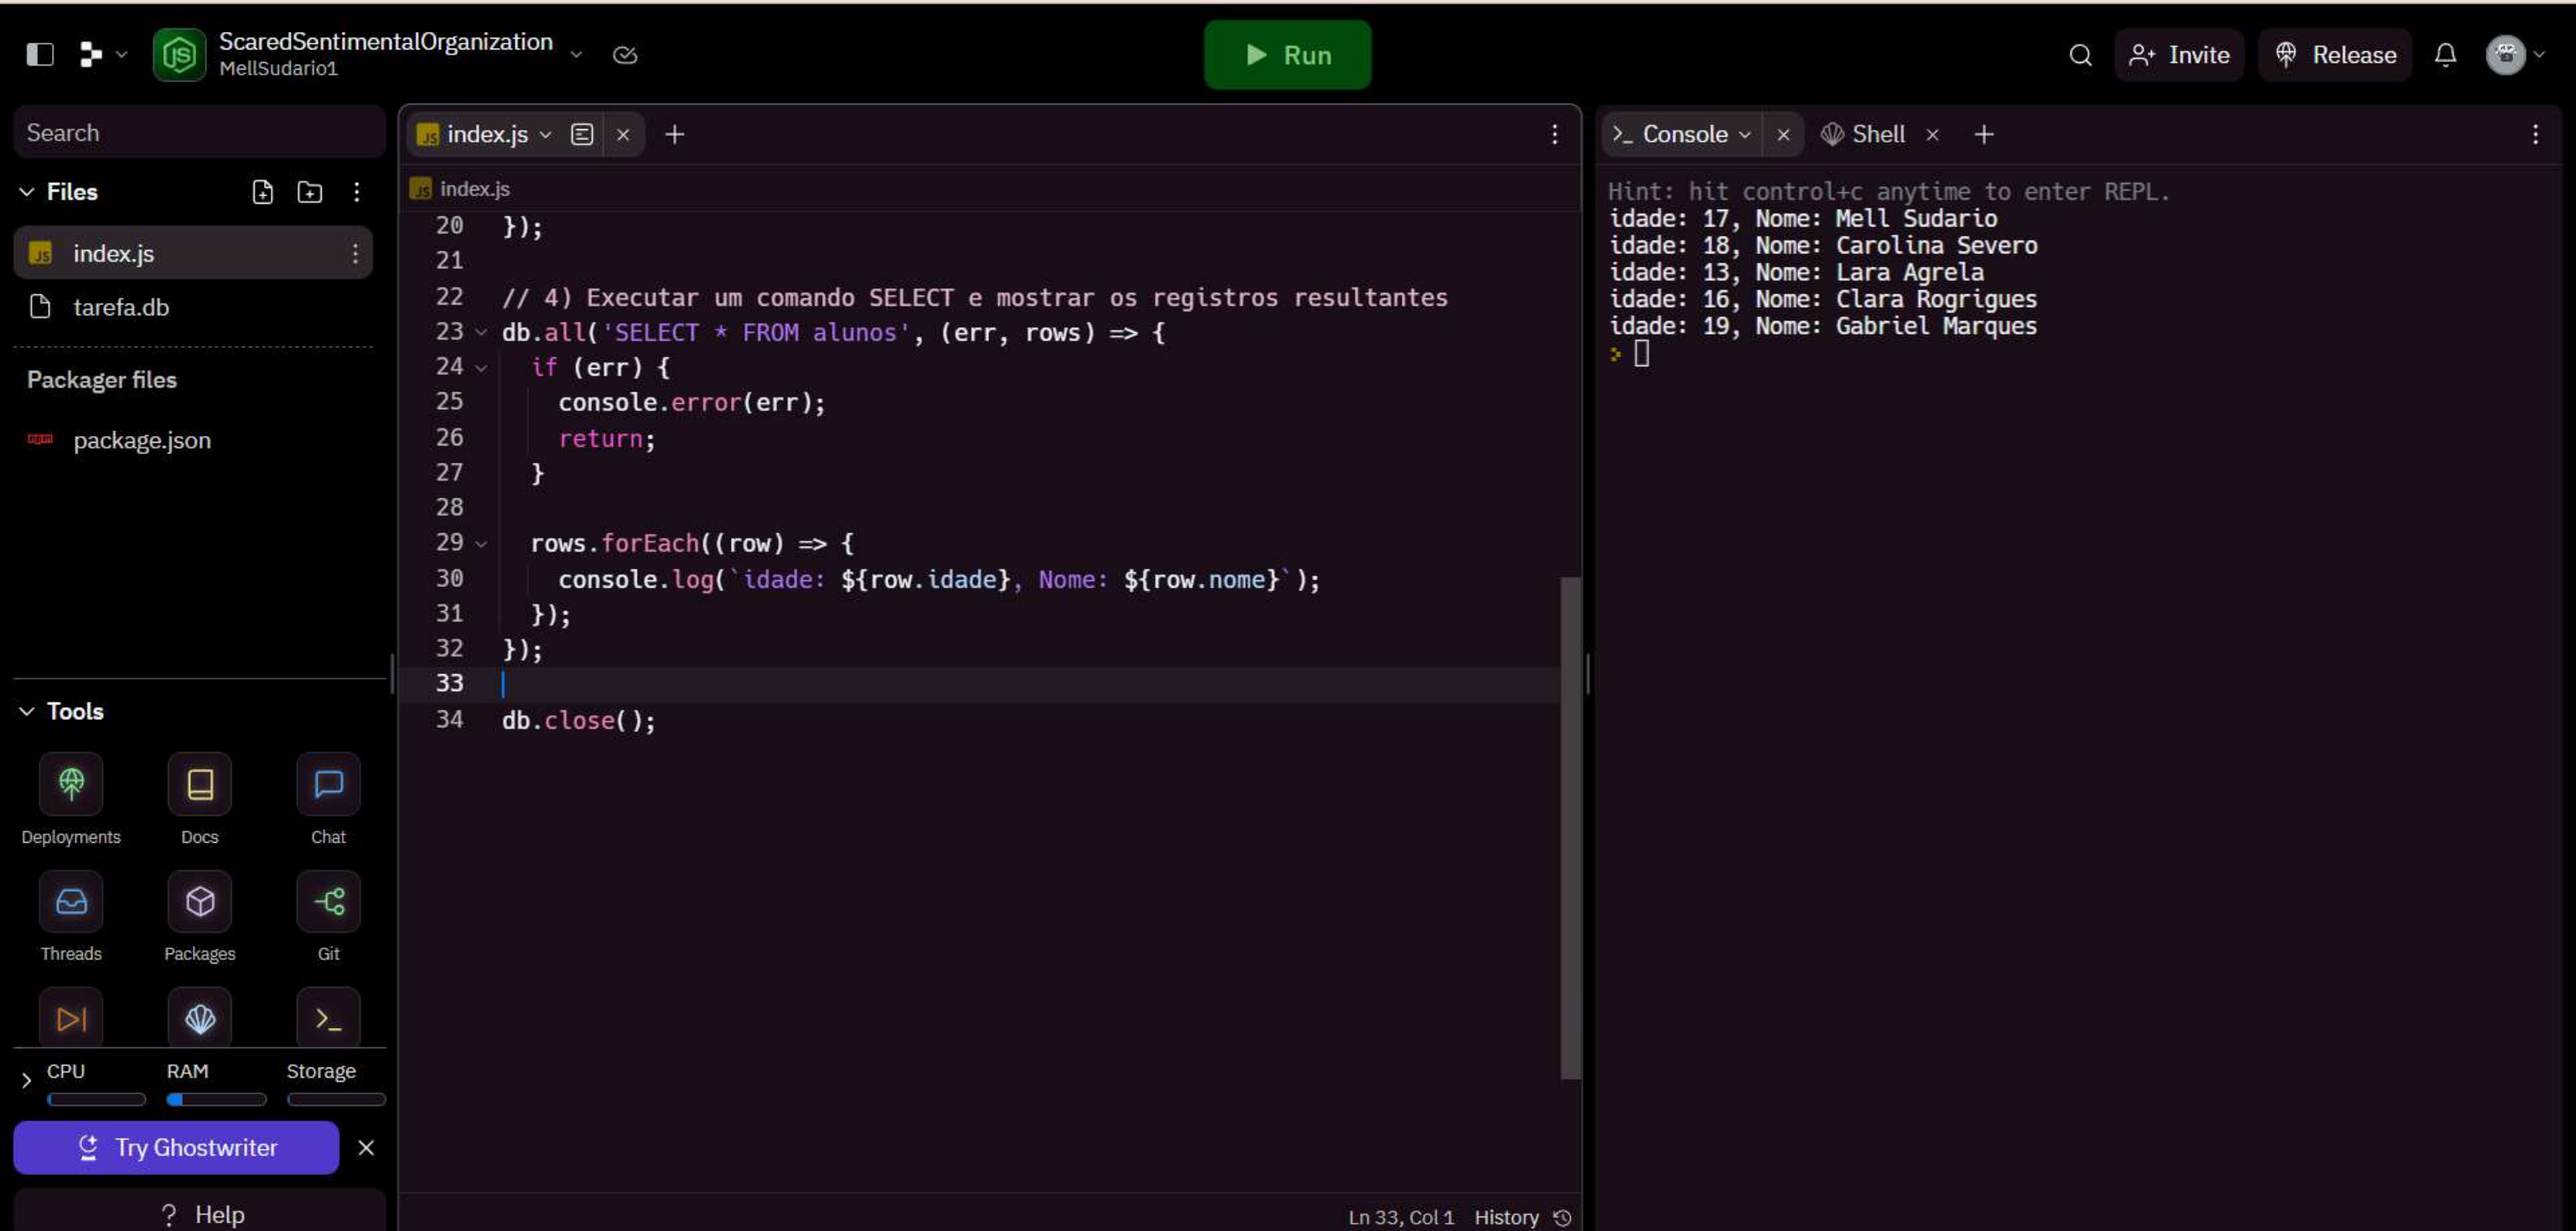 ScaredSentimentalOrganization
MellSudario1
Run
Invite
Release
Search
Files
index.js
tarefa.db
Packager files
package.json
Tools
Deployments
Docs
Chat
Threads
Packages
Git
CPU
RAM
Storage
Try Ghostwriter
? Help
JS index.js
JS index.js
20 });
21
22 // 4) Executar um comando SELECT e mostrar os registros resultantes
23 db.all('SELECT * FROM alunos', (err, rows) => {
24 if (err) {
25 console.error(err);
26 return;
27 }
28
29 rows.forEach((row) => {
30 console.log(`idade: ${row.idade}, Nome: ${row.nome}`);
31 });
32 });
33
34 db.close();
Ln 33, Col 1 History
>_ Console
Shell
Hint: hit control+c anytime to enter REPL.
idade: 17, Nome: Mell Sudario
idade: 18, Nome: Carolina Severo
idade: 13, Nome: Lara Agrela
idade: 16, Nome: Clara Rogrigues
idade: 19, Nome: Gabriel Marques